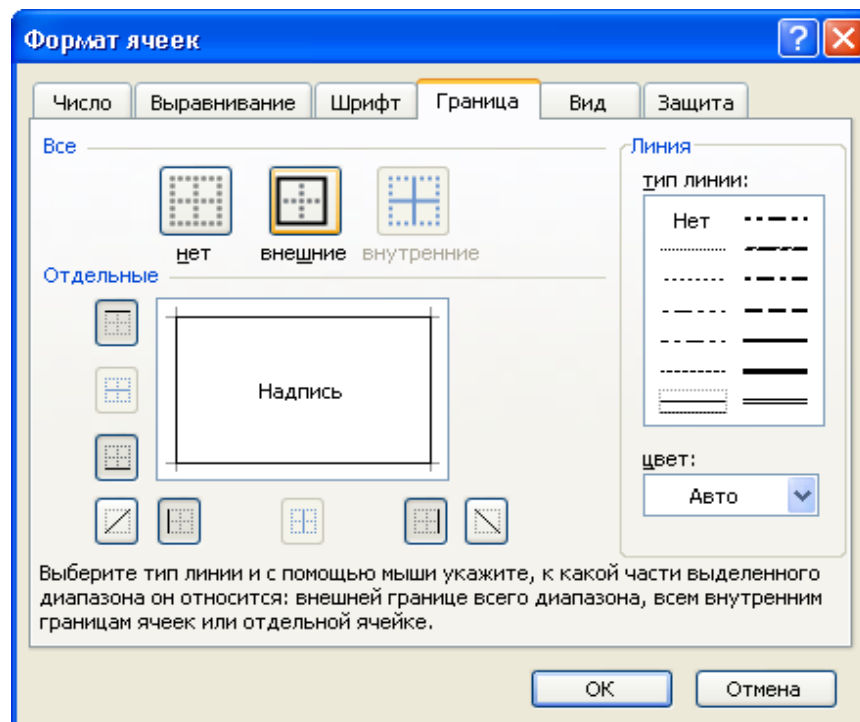 Формат ячеек
Число Выравнивание Шрифт Граница Вид Защита
Все
нет внешние внутренние
Отдельные
Надпись
Линия
тип линии:
Нет
цвет:
Авто
Выберите тип линии и с помощью мыши укажите, к какой части выделенного
диапазона он относится: внешней границе всего диапазона, всем внутренним
границам ячеек или отдельной ячейке.
ОК Отмена